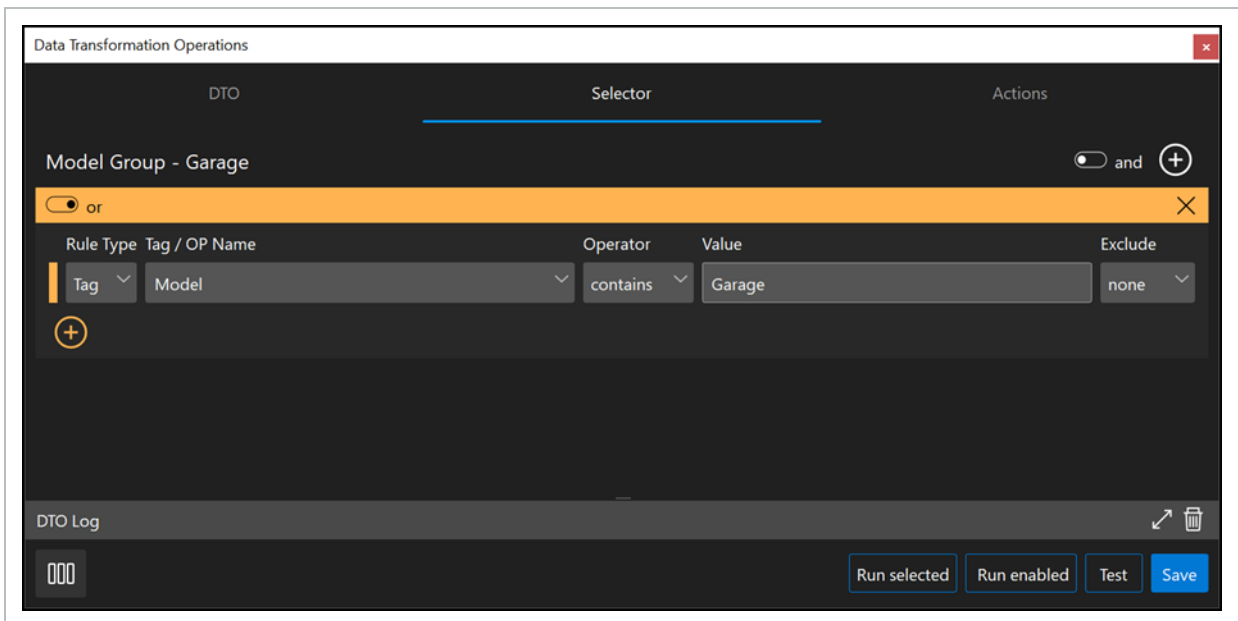 Data Transformation Operations
DTO Selector Actions
Model Group - Garage and
or
Rule Type Tag / OP Name Operator Value Exclude
Tag Model contains Garage none
DTO Log
Run selected Run enabled Test Save